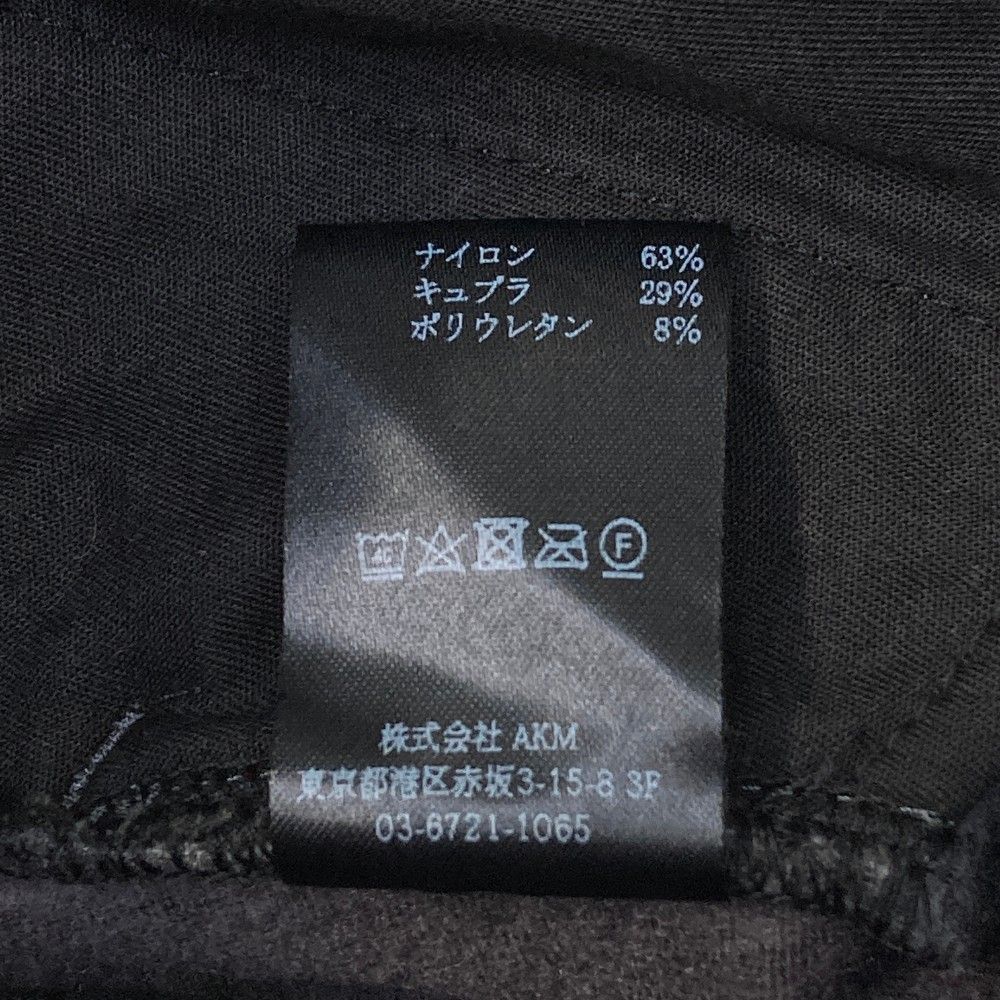 ナイロン 63%
キュプラ 29%
ポリウレタン 8%
F
株式会社 AKM
東京都港区赤坂3-15-8 3F
03-6721-1065